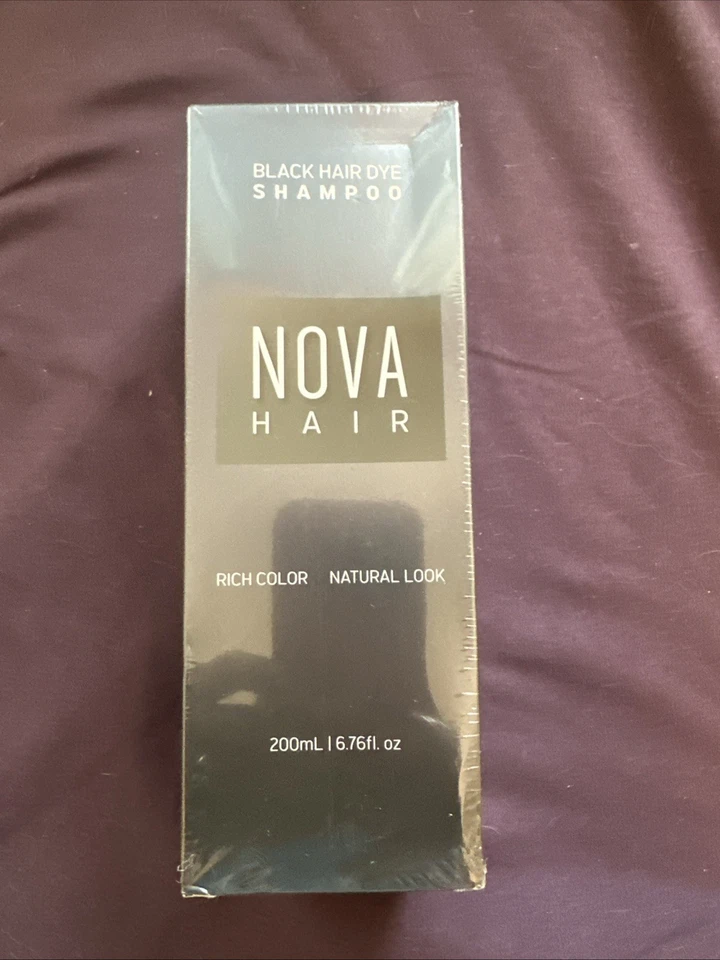 BLACK HAIR DYE
SHAMPOO
NOVA
HAIR
RICH COLOR NATURAL LOOK
200mL | 6.76fl. oz